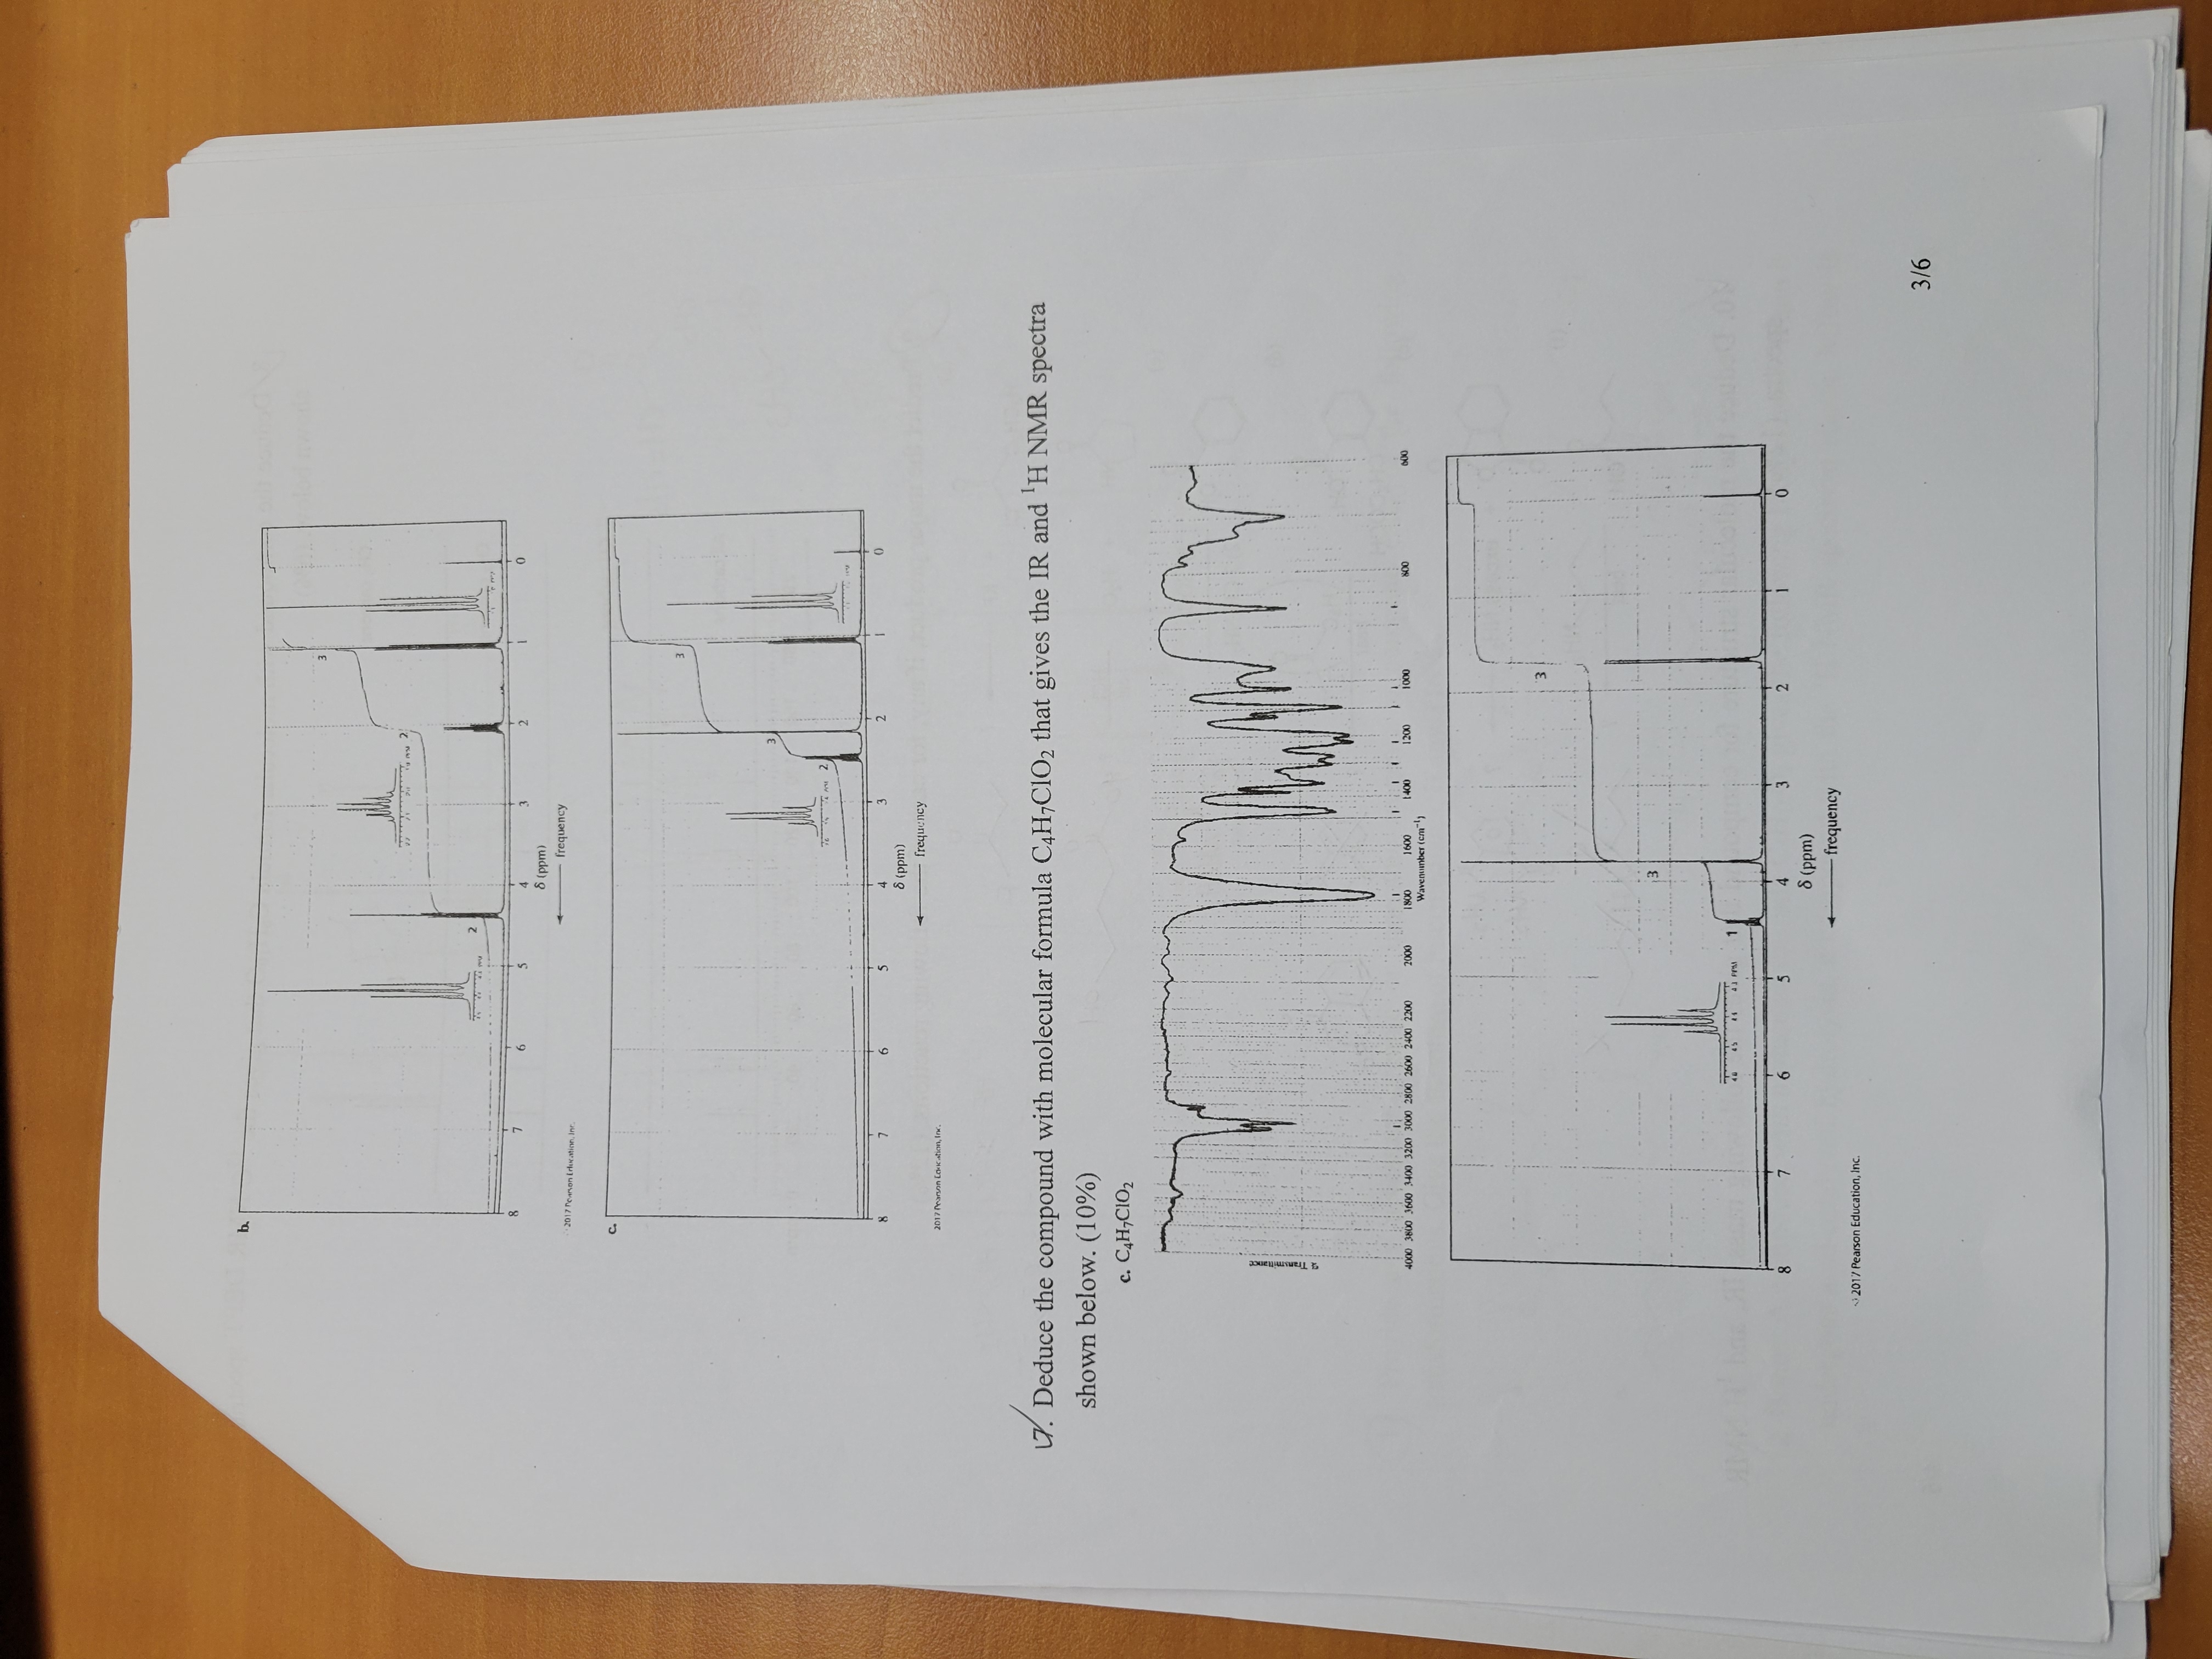 b.
3
2
2
8 7 6 5 4 3 2 1 0
δ (ppm)
frequency
2017 Pearson Education, Inc.
c.
3
3
2
8 7 6 5 4 3 2 1 0
δ (ppm)
frequency
2017 Pearson Education, Inc.
7. Deduce the compound with molecular formula C₄H₇ClO₂ that gives the IR and ¹H NMR spectra
shown below. (10%)
c. C₄H₇ClO₂
% Transmittance
4000 3800 3600 3400 3200 3000 2800 2600 2400 2200 2000 1800 1600 1400 1200 1000 800 600
Wavenumber (cm⁻¹)
3
3
4.6 4.5 4.4 4.3 PPM
1
8 7 6 5 4 3 2 1 0
δ (ppm)
frequency
2017 Pearson Education, Inc.
3/6